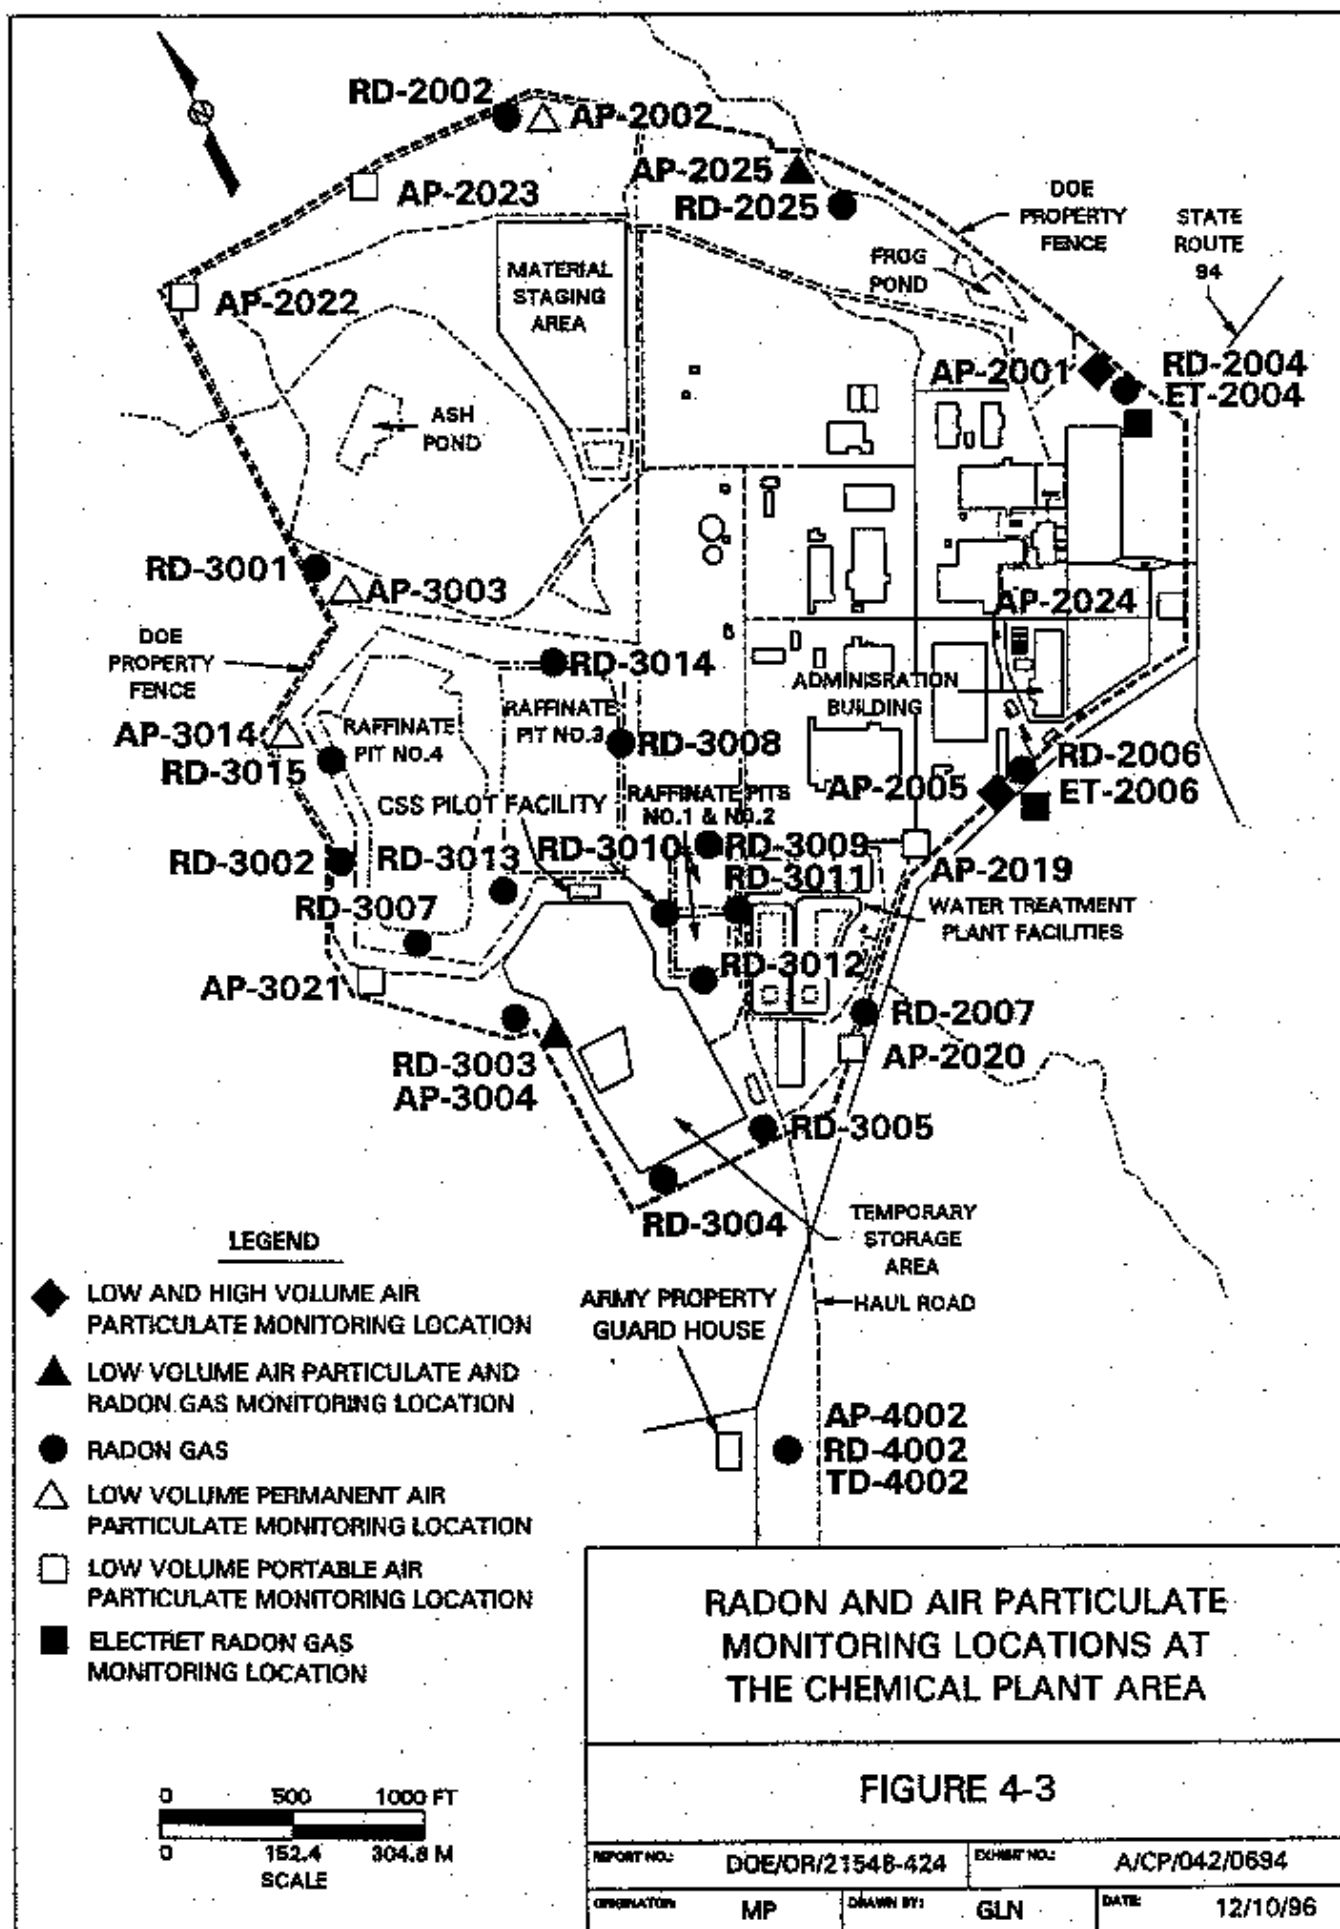 N
RD-2002
AP-2002
AP-2023
AP-2025
RD-2025
DOE
PROPERTY
FENCE
STATE
ROUTE
94
FROG
POND
MATERIAL
STAGING
AREA
AP-2022
AP-2001
RD-2004
ET-2004
ASH
POND
RD-3001
AP-3003
AP-2024
DOE
PROPERTY
FENCE
RD-3014
ADMINISRATION
BUILDING
RAFFINATE
PIT NO.3
RAFFINATE
PIT NO.4
AP-3014
RD-3015
RD-3008
RD-2006
ET-2006
AP-2005
CSS PILOT FACILITY
RAFFINATE PITS
NO.1 & NO.2
RD-3002
RD-3013
RD-3010
RD-3009
RD-3011
AP-2019
RD-3007
WATER TREATMENT
PLANT FACILITIES
RD-3012
AP-3021
RD-2007
AP-2020
RD-3003
AP-3004
RD-3005
RD-3004
TEMPORARY
STORAGE
AREA
HAUL ROAD
ARMY PROPERTY
GUARD HOUSE
AP-4002
RD-4002
TD-4002
LEGEND
LOW AND HIGH VOLUME AIR
PARTICULATE MONITORING LOCATION
LOW VOLUME AIR PARTICULATE AND
RADON GAS MONITORING LOCATION
RADON GAS
LOW VOLUME PERMANENT AIR
PARTICULATE MONITORING LOCATION
LOW VOLUME PORTABLE AIR
PARTICULATE MONITORING LOCATION
ELECTRET RADON GAS
MONITORING LOCATION
0 500 1000 FT
0 152.4 304.8 M
SCALE
RADON AND AIR PARTICULATE
MONITORING LOCATIONS AT
THE CHEMICAL PLANT AREA
FIGURE 4-3
REPORT NO.: DOE/OR/21548-424 EXHIBIT NO.: A/CP/042/0694
ORIGINATOR: MP DRAWN BY: GLN DATE: 12/10/96